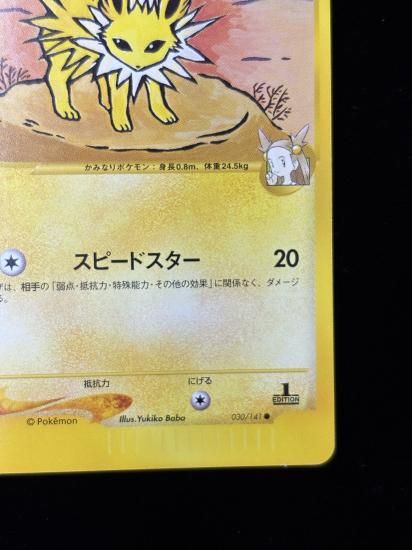 かみなりポケモン：身長0.8m、体重24.5kg
スピードスター 20
は、相手の「弱点・抵抗力・特殊能力・その他の効果」に関係なく、ダメージ
る。
抵抗力 にげる
1
EDITION
© Pokémon Illus. Yukiko Baba 030/141